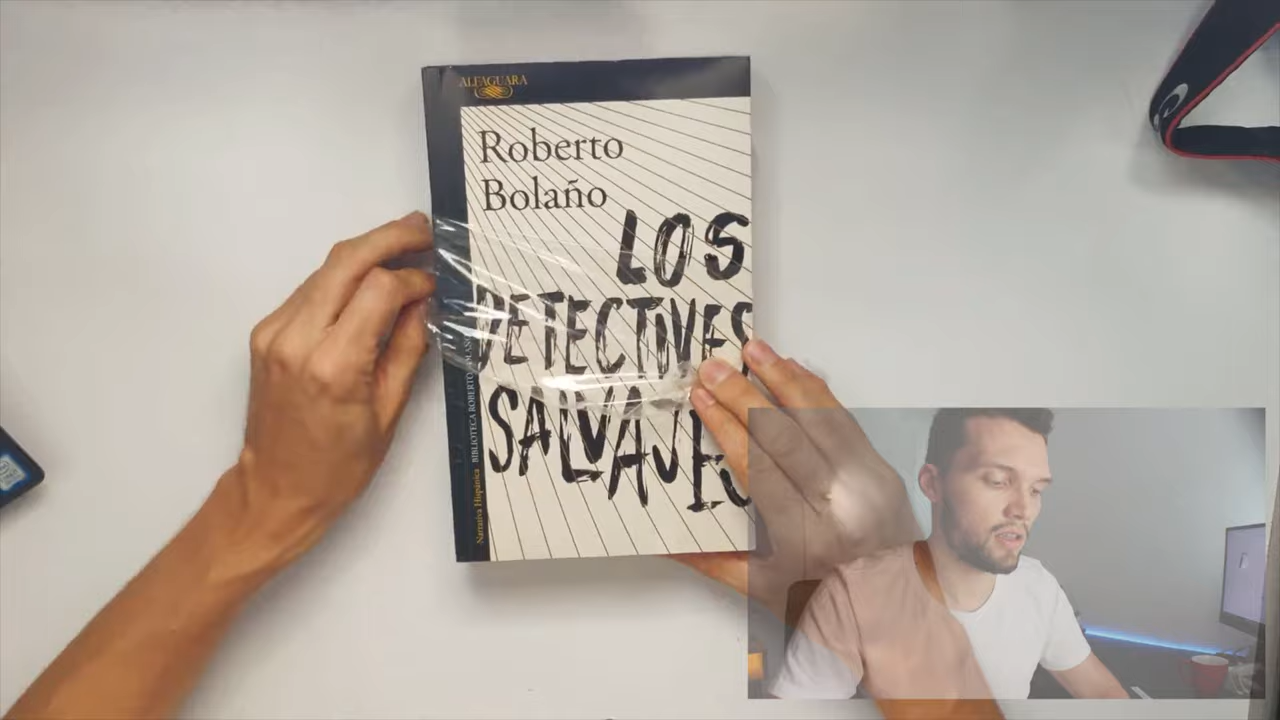 ALFAGUARA
Roberto
Bolaño
LOS
DETECTIVES
SALVAJES
Narrativa Hispánica
BIBLIOTECA ROBERTO BOLAÑO